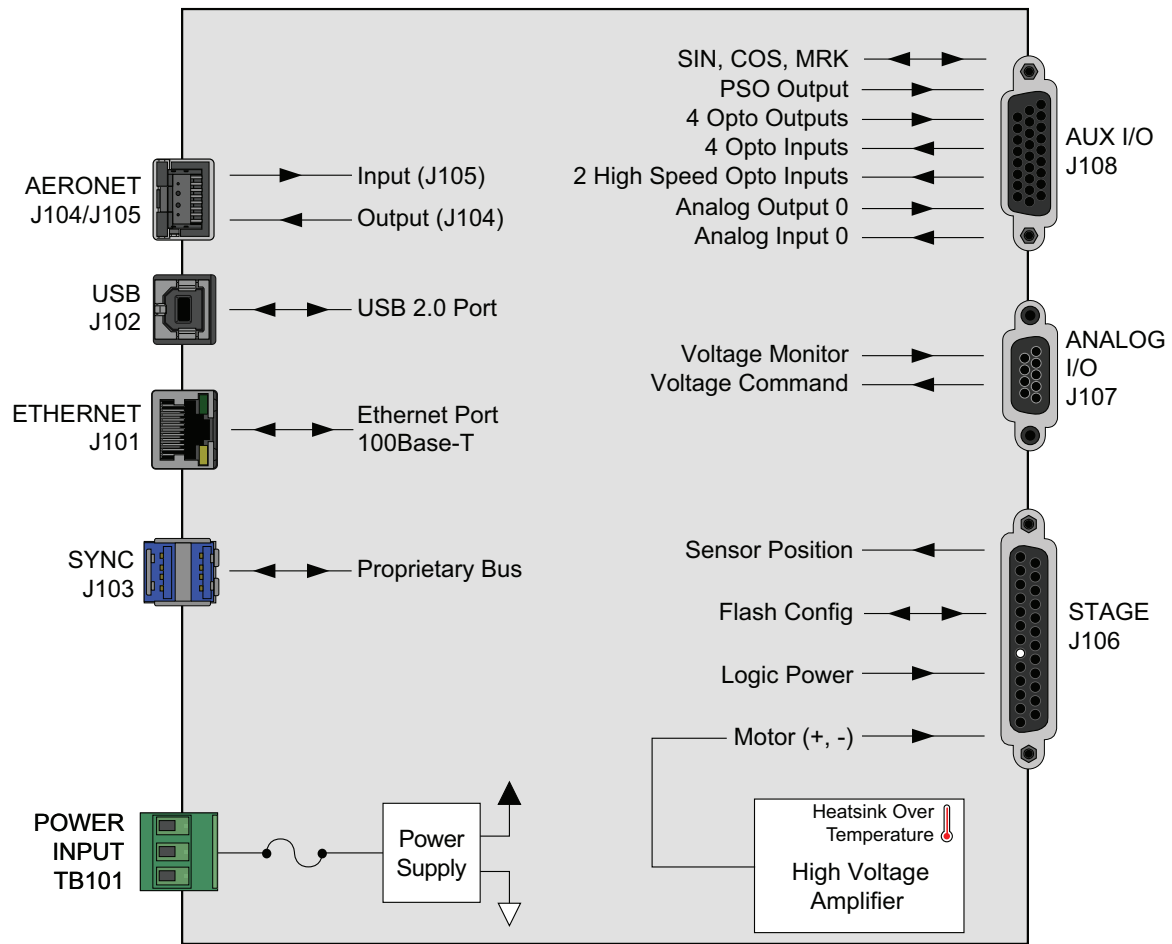 AERONET
J104/J105
Input (J105)
Output (J104)
USB
J102
USB 2.0 Port
ETHERNET
J101
Ethernet Port
100Base-T
SYNC
J103
Proprietary Bus
POWER
INPUT
TB101
Power
Supply
SIN, COS, MRK
PSO Output
4 Opto Outputs
4 Opto Inputs
2 High Speed Opto Inputs
Analog Output 0
Analog Input 0
AUX I/O
J108
Voltage Monitor
Voltage Command
ANALOG
I/O
J107
Sensor Position
Flash Config
Logic Power
Motor (+, -)
STAGE
J106
Heatsink Over
Temperature
High Voltage
Amplifier